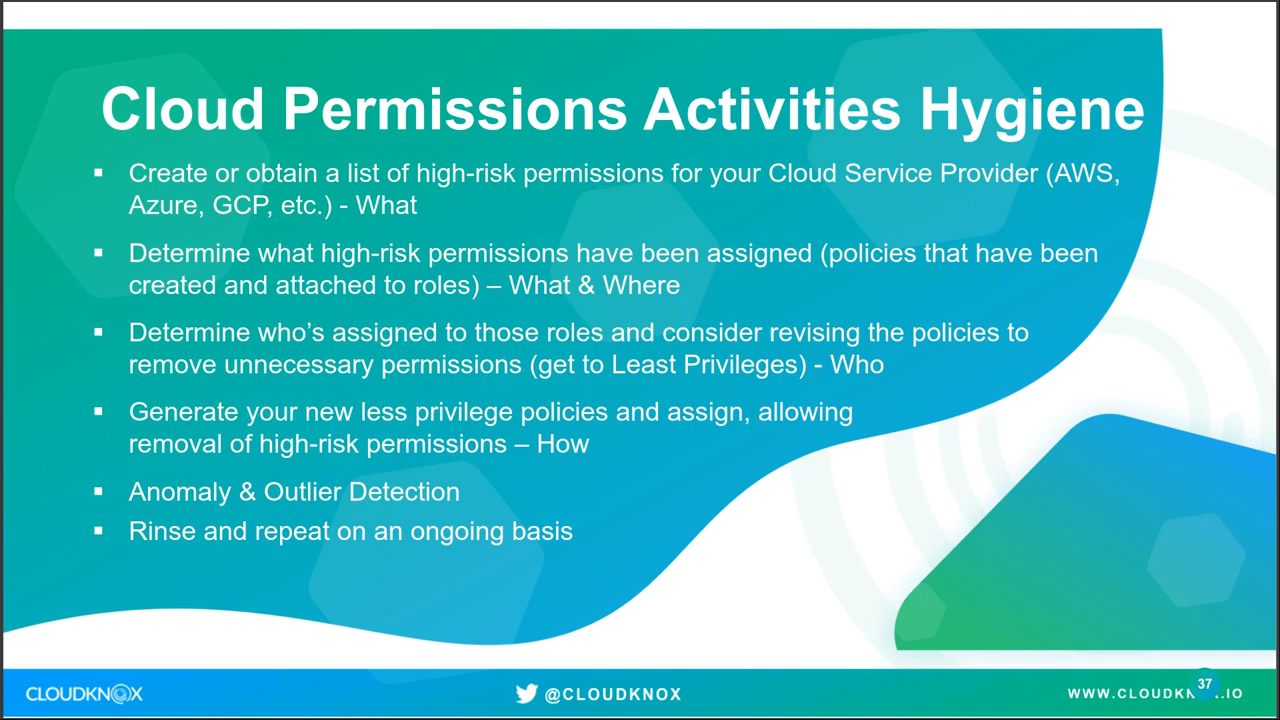 Cloud Permissions Activities Hygiene
▪ Create or obtain a list of high-risk permissions for your Cloud Service Provider (AWS,
Azure, GCP, etc.) - What
▪ Determine what high-risk permissions have been assigned (policies that have been
created and attached to roles) – What & Where
▪ Determine who’s assigned to those roles and consider revising the policies to
remove unnecessary permissions (get to Least Privileges) - Who
▪ Generate your new less privilege policies and assign, allowing
removal of high-risk permissions – How
▪ Anomaly & Outlier Detection
▪ Rinse and repeat on an ongoing basis
CLOUDKNOX
@CLOUDKNOX
37